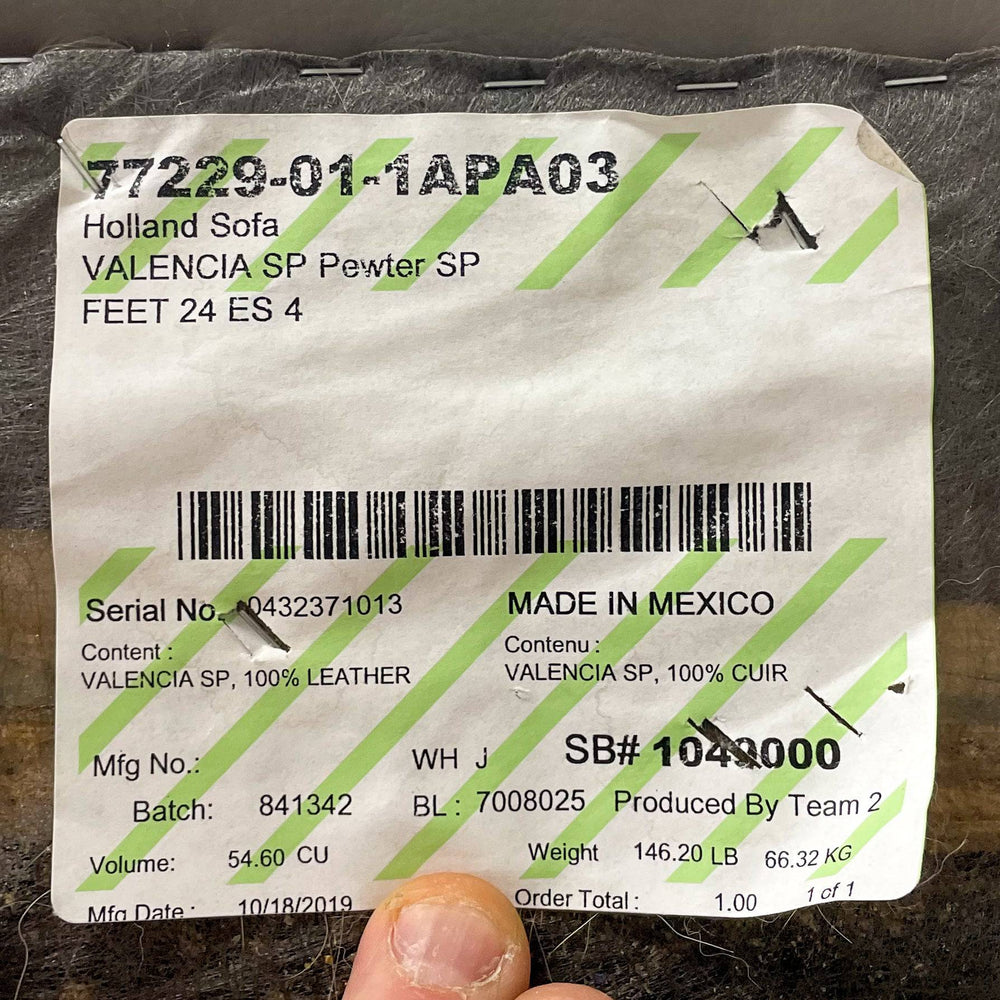 77229-01-1APA03
Holland Sofa
VALENCIA SP Pewter SP
FEET 24 ES 4
Serial No. 0432371013
MADE IN MEXICO
Content :
VALENCIA SP, 100% LEATHER
Contenu :
VALENCIA SP, 100% CUIR
Mfg No.:
WH J
SB#
Batch: 841342
BL: 7008025
Produced By Team 2
Volume: 54.60 CU
Weight 146.20 LB 66.32 KG
Mfg Date : 10/18/2019
Order Total : 1.00
1 of 1